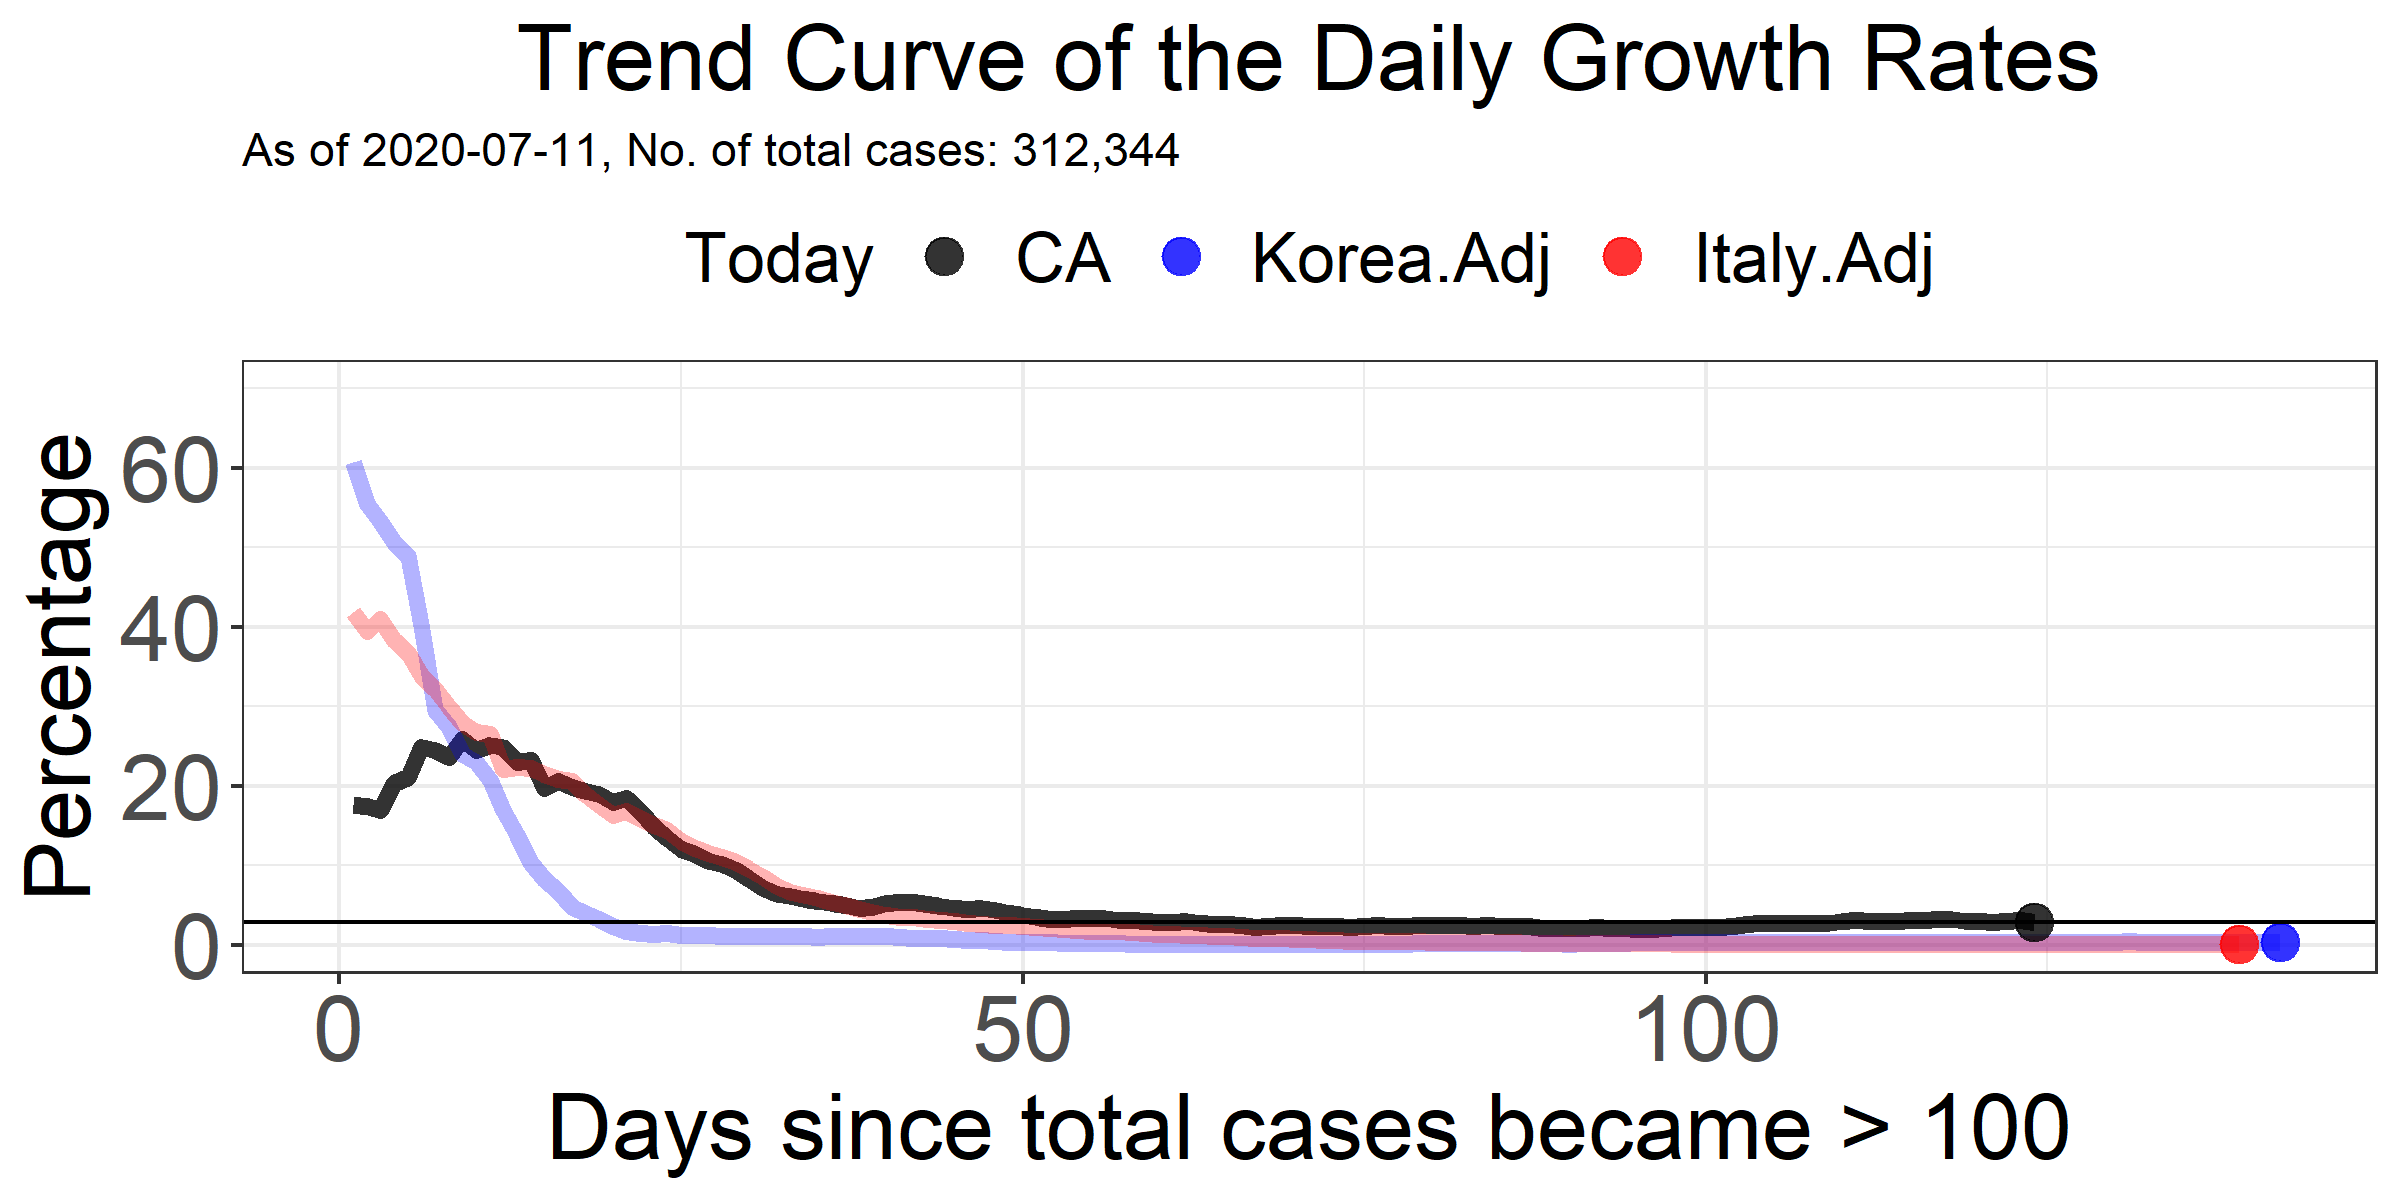 Trend Curve of the Daily Growth Rates
As of 2020-07-11, No. of total cases: 312,344
Today CA Korea.Adj Italy.Adj
Percentage
60
40
20
0
0 50 100
Days since total cases became > 100